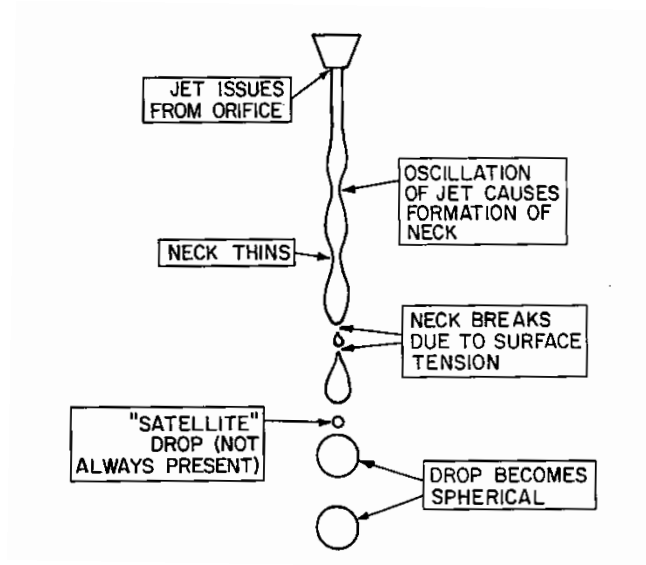 JET ISSUES
FROM ORIFICE
OSCILLATION
OF JET CAUSES
FORMATION OF
NECK
NECK THINS
NECK BREAKS
DUE TO SURFACE
TENSION
"SATELLITE"
DROP (NOT
ALWAYS PRESENT)
DROP BECOMES
SPHERICAL